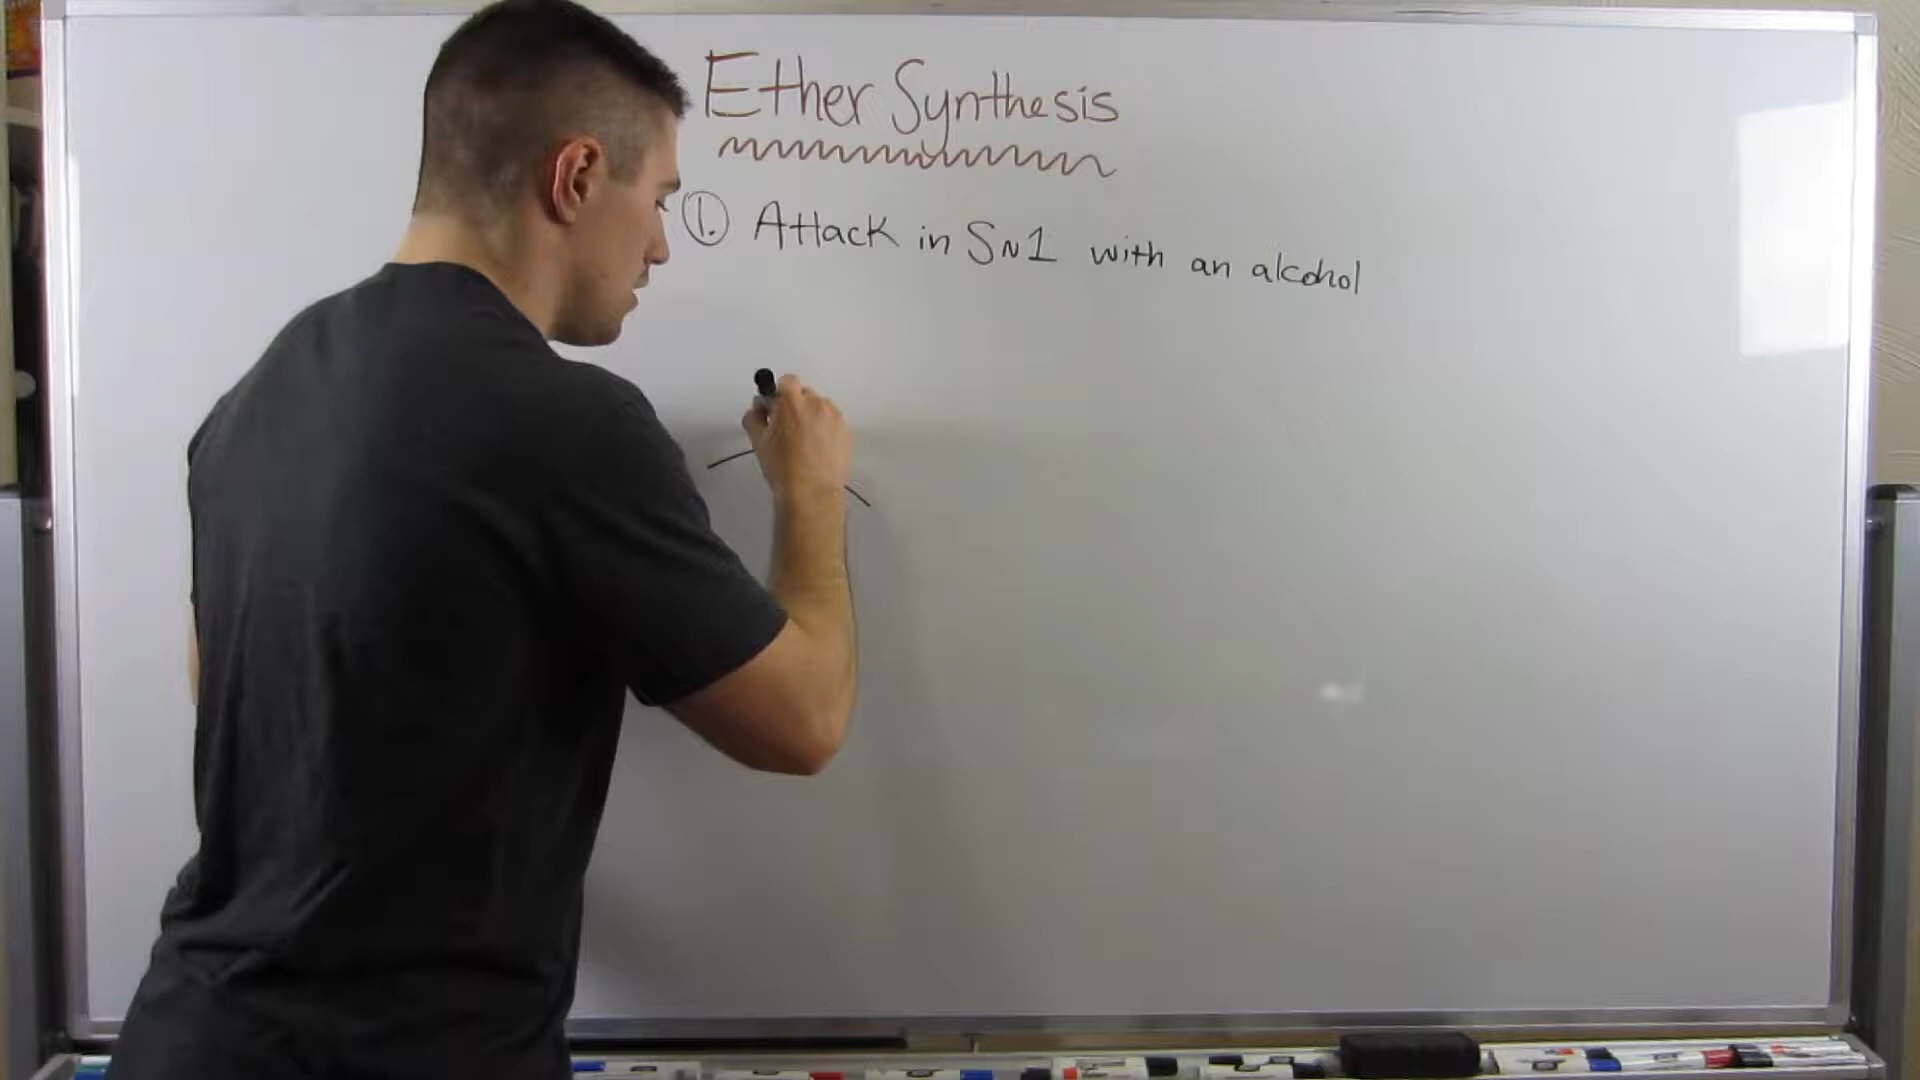 Ether Synthesis
1. Attack in SN1 with an alcohol